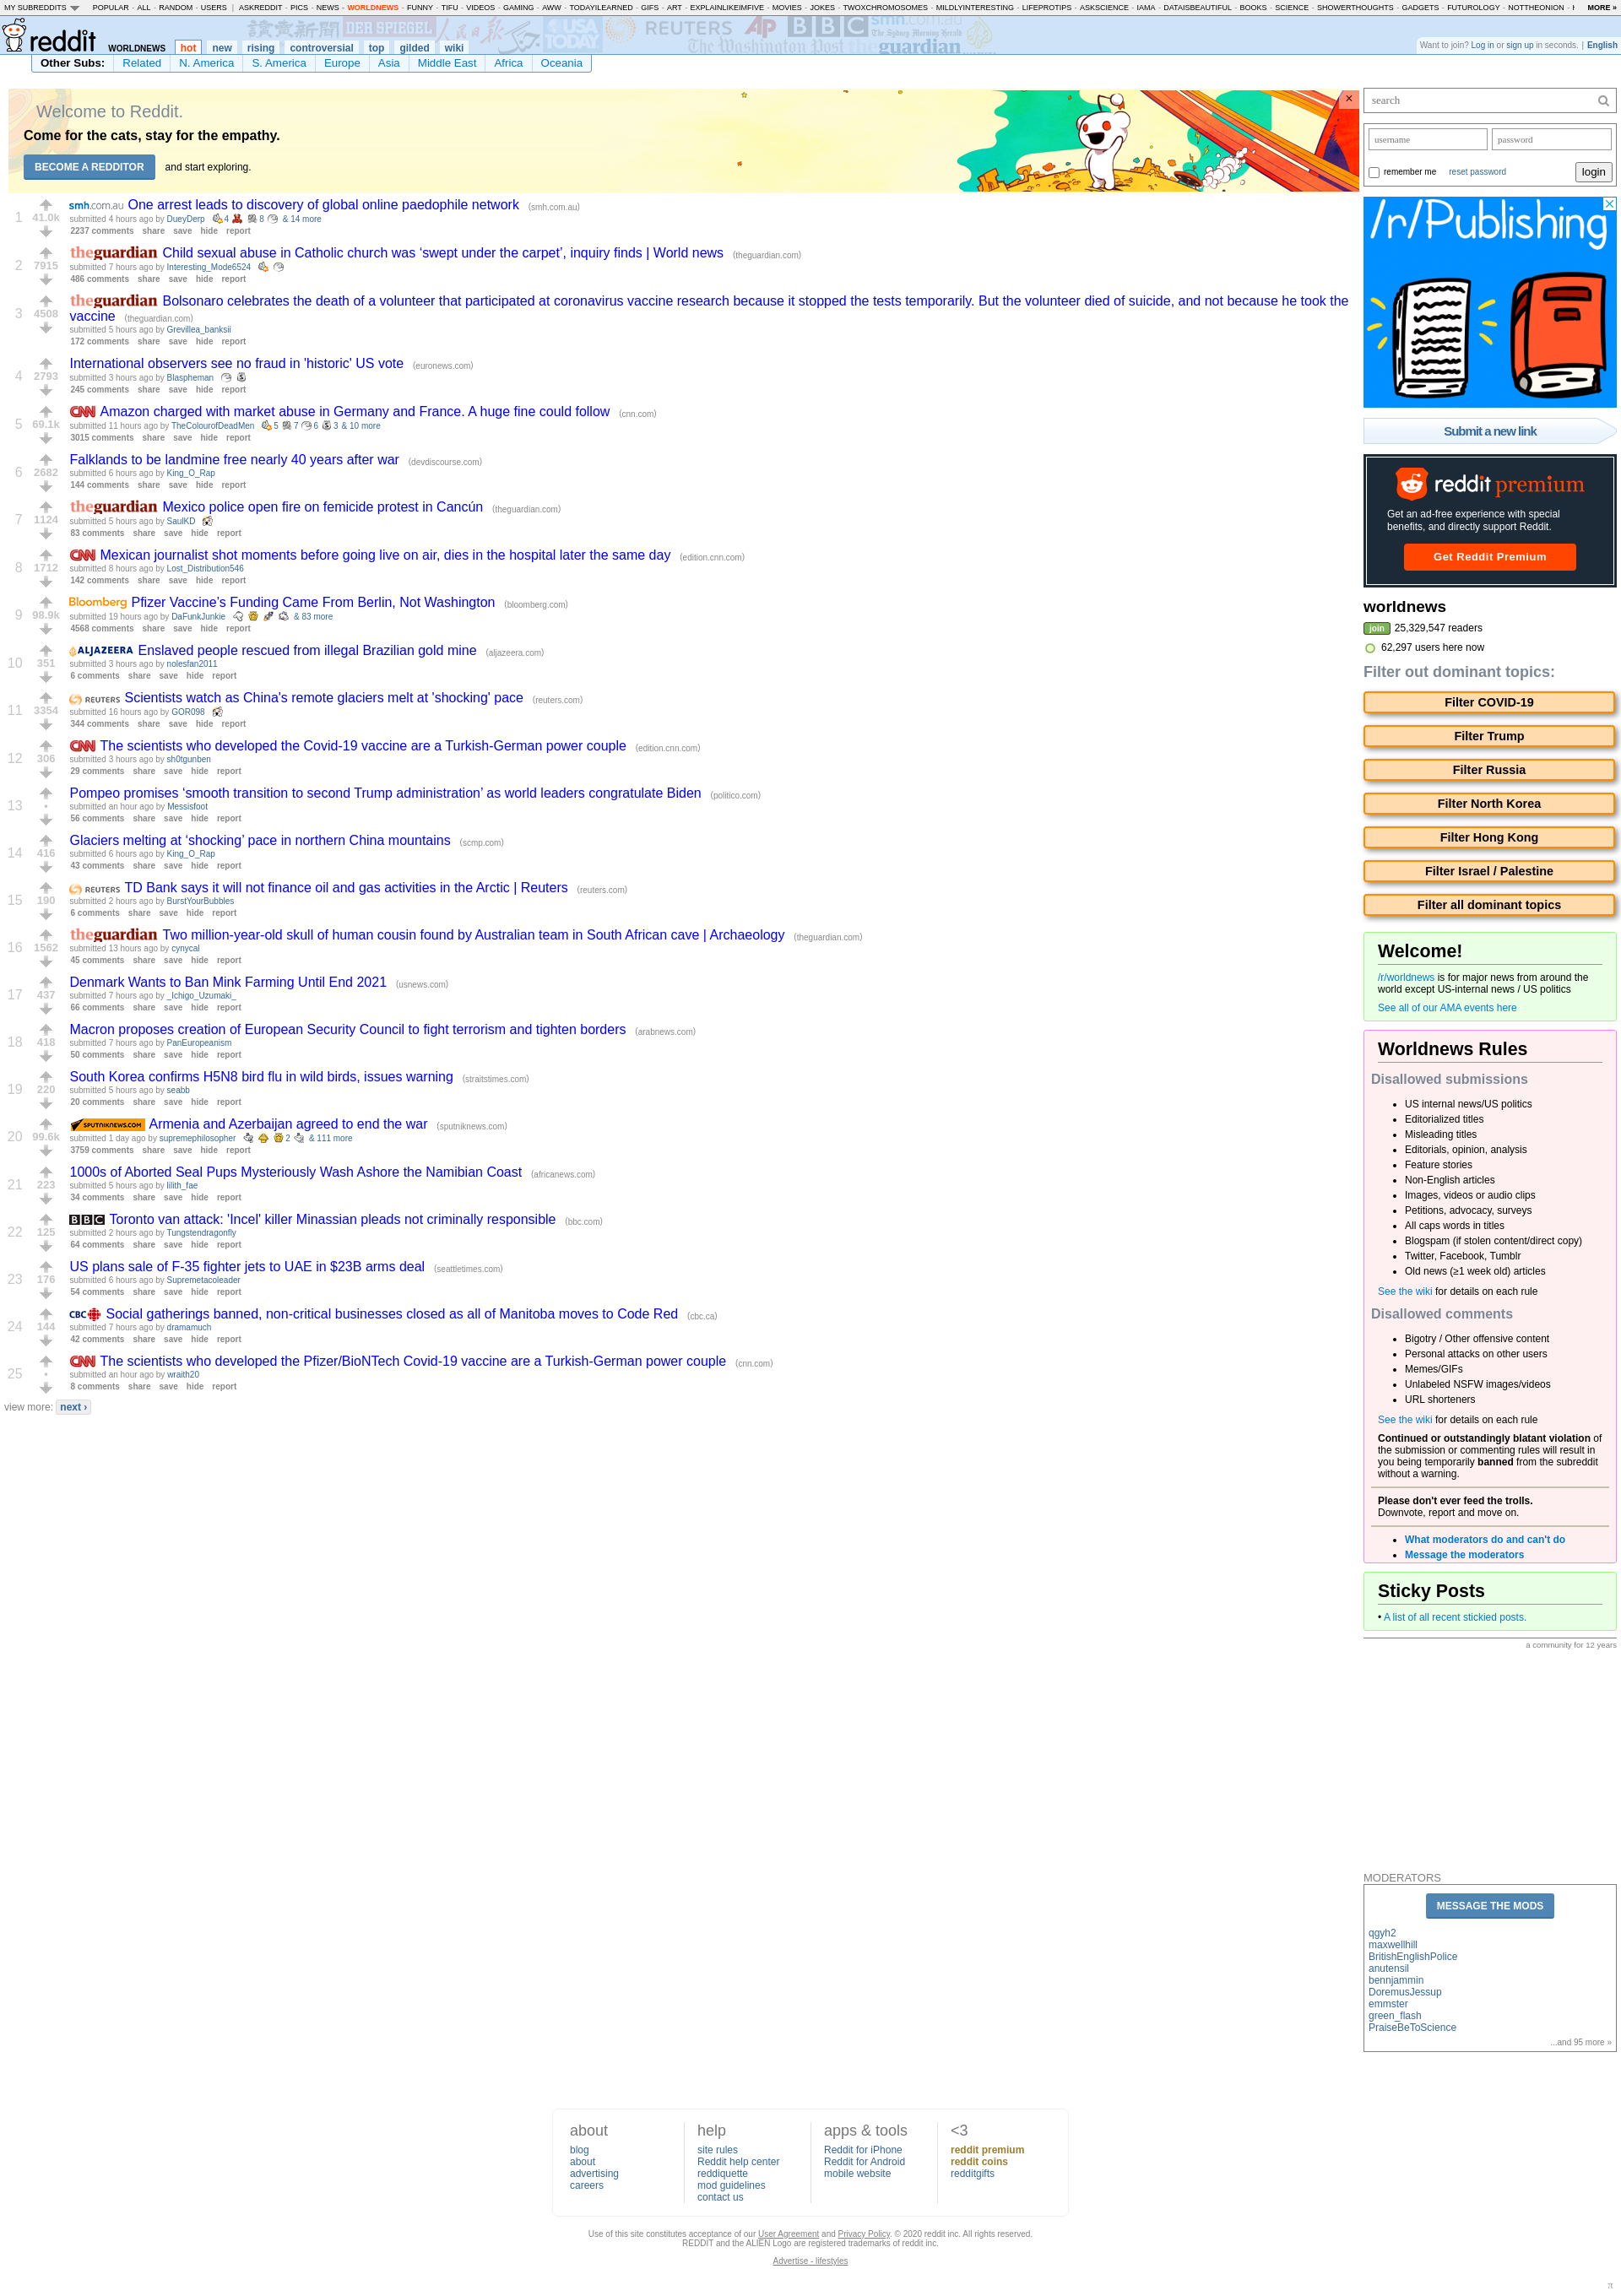 MY SUBREDDITS POPULAR - ALL - RANDOM - USERS | ASKREDDIT - PICS - NEWS - WORLDNEWS - FUNNY - TIFU - VIDEOS - GAMING - AWW - TODAYILEARNED - GIFS - ART - EXPLAINLIKEIMFIVE - MOVIES - JOKES - TWOXCHROMOSOMES - MILDLYINTERESTING - LIFEPROTIPS - ASKSCIENCE - IAMA - DATAISBEAUTIFUL - BOOKS - SCIENCE - SHOWERTHOUGHTS - GADGETS - FUTUROLOGY - NOTTHEONION - MORE »
DER SPIEGEL USA TODAY REUTERS AP BBC smh.com.au
The Sydney Morning Herald
The Washington Post theguardian
reddit WORLDNEWS hot new rising controversial top gilded wiki
Want to join? Log in or sign up in seconds. | English
Other Subs: Related N. America S. America Europe Asia Middle East Africa Oceania
Welcome to Reddit.
Come for the cats, stay for the empathy.
BECOME A REDDITOR and start exploring.
×
1 41.0k smh.com.au One arrest leads to discovery of global online paedophile network (smh.com.au)
submitted 4 hours ago by DueyDerp 4 8 & 14 more
2237 comments share save hide report
2 7915 theguardian Child sexual abuse in Catholic church was ‘swept under the carpet’, inquiry finds | World news (theguardian.com)
submitted 7 hours ago by Interesting_Mode6524
486 comments share save hide report
3 4508 theguardian Bolsonaro celebrates the death of a volunteer that participated at coronavirus vaccine research because it stopped the tests temporarily. But the volunteer died of suicide, and not because he took the
vaccine (theguardian.com)
submitted 5 hours ago by Grevillea_banksii
172 comments share save hide report
4 2793 International observers see no fraud in 'historic' US vote (euronews.com)
submitted 3 hours ago by Blaspheman
245 comments share save hide report
5 69.1k CNN Amazon charged with market abuse in Germany and France. A huge fine could follow (cnn.com)
submitted 11 hours ago by TheColourofDeadMen 5 7 6 3 & 10 more
3015 comments share save hide report
6 2682 Falklands to be landmine free nearly 40 years after war (devdiscourse.com)
submitted 6 hours ago by King_O_Rap
144 comments share save hide report
7 1124 theguardian Mexico police open fire on femicide protest in Cancún (theguardian.com)
submitted 5 hours ago by SaulKD
83 comments share save hide report
8 1712 CNN Mexican journalist shot moments before going live on air, dies in the hospital later the same day (edition.cnn.com)
submitted 8 hours ago by Lost_Distribution546
142 comments share save hide report
9 98.9k Bloomberg Pfizer Vaccine’s Funding Came From Berlin, Not Washington (bloomberg.com)
submitted 19 hours ago by DaFunkJunkie & 83 more
4568 comments share save hide report
10 351 ALJAZEERA Enslaved people rescued from illegal Brazilian gold mine (aljazeera.com)
submitted 3 hours ago by nolesfan2011
6 comments share save hide report
11 3354 REUTERS Scientists watch as China's remote glaciers melt at 'shocking' pace (reuters.com)
submitted 16 hours ago by GOR098
344 comments share save hide report
12 306 CNN The scientists who developed the Covid-19 vaccine are a Turkish-German power couple (edition.cnn.com)
submitted 3 hours ago by sh0tgunben
29 comments share save hide report
13 • Pompeo promises ‘smooth transition to second Trump administration’ as world leaders congratulate Biden (politico.com)
submitted an hour ago by Messisfoot
56 comments share save hide report
14 416 Glaciers melting at ‘shocking’ pace in northern China mountains (scmp.com)
submitted 6 hours ago by King_O_Rap
43 comments share save hide report
15 190 REUTERS TD Bank says it will not finance oil and gas activities in the Arctic | Reuters (reuters.com)
submitted 2 hours ago by BurstYourBubbles
6 comments share save hide report
16 1562 theguardian Two million-year-old skull of human cousin found by Australian team in South African cave | Archaeology (theguardian.com)
submitted 13 hours ago by cynycal
45 comments share save hide report
17 437 Denmark Wants to Ban Mink Farming Until End 2021 (usnews.com)
submitted 7 hours ago by _Ichigo_Uzumaki_
66 comments share save hide report
18 418 Macron proposes creation of European Security Council to fight terrorism and tighten borders (arabnews.com)
submitted 7 hours ago by PanEuropeanism
50 comments share save hide report
19 220 South Korea confirms H5N8 bird flu in wild birds, issues warning (straitstimes.com)
submitted 5 hours ago by seabb
20 comments share save hide report
20 99.6k SPUTNIKNEWS.COM Armenia and Azerbaijan agreed to end the war (sputniknews.com)
submitted 1 day ago by supremephilosopher 2 & 111 more
3759 comments share save hide report
21 223 1000s of Aborted Seal Pups Mysteriously Wash Ashore the Namibian Coast (africanews.com)
submitted 5 hours ago by lilith_fae
34 comments share save hide report
22 125 BBC Toronto van attack: 'Incel' killer Minassian pleads not criminally responsible (bbc.com)
submitted 2 hours ago by Tungstendragonfly
64 comments share save hide report
23 176 US plans sale of F-35 fighter jets to UAE in $23B arms deal (seattletimes.com)
submitted 6 hours ago by Supremetacoleader
54 comments share save hide report
24 144 CBC Social gatherings banned, non-critical businesses closed as all of Manitoba moves to Code Red (cbc.ca)
submitted 7 hours ago by dramamuch
42 comments share save hide report
25 • CNN The scientists who developed the Pfizer/BioNTech Covid-19 vaccine are a Turkish-German power couple (cnn.com)
submitted an hour ago by wraith20
8 comments share save hide report
view more: next ›
search
username password
remember me reset password login
/r/Publishing
Submit a new link
reddit premium
Get an ad-free experience with special
benefits, and directly support Reddit.
Get Reddit Premium
worldnews
join 25,329,547 readers
62,297 users here now
Filter out dominant topics:
Filter COVID-19
Filter Trump
Filter Russia
Filter North Korea
Filter Hong Kong
Filter Israel / Palestine
Filter all dominant topics
Welcome!
/r/worldnews is for major news from around the
world except US-internal news / US politics
See all of our AMA events here
Worldnews Rules
Disallowed submissions
• US internal news/US politics
• Editorialized titles
• Misleading titles
• Editorials, opinion, analysis
• Feature stories
• Non-English articles
• Images, videos or audio clips
• Petitions, advocacy, surveys
• All caps words in titles
• Blogspam (if stolen content/direct copy)
• Twitter, Facebook, Tumblr
• Old news (≥1 week old) articles
See the wiki for details on each rule
Disallowed comments
• Bigotry / Other offensive content
• Personal attacks on other users
• Memes/GIFs
• Unlabeled NSFW images/videos
• URL shorteners
See the wiki for details on each rule
Continued or outstandingly blatant violation of
the submission or commenting rules will result in
you being temporarily banned from the subreddit
without a warning.
Please don't ever feed the trolls.
Downvote, report and move on.
• What moderators do and can't do
• Message the moderators
Sticky Posts
• A list of all recent stickied posts.
a community for 12 years
MODERATORS
MESSAGE THE MODS
qgyh2
maxwellhill
BritishEnglishPolice
anutensil
bennjammin
DoremusJessup
emmster
green_flash
PraiseBeToScience
...and 95 more »
about
blog
about
advertising
careers
help
site rules
Reddit help center
reddiquette
mod guidelines
contact us
apps & tools
Reddit for iPhone
Reddit for Android
mobile website
<3
reddit premium
reddit coins
redditgifts
Use of this site constitutes acceptance of our User Agreement and Privacy Policy. © 2020 reddit inc. All rights reserved.
REDDIT and the ALIEN Logo are registered trademarks of reddit inc.
Advertise - lifestyles
π